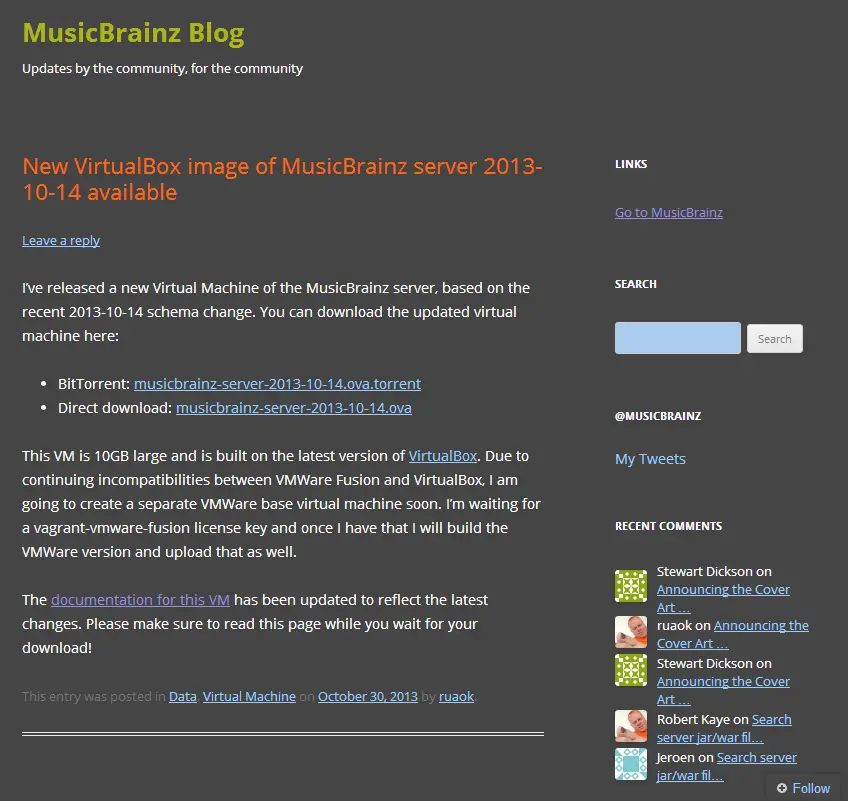 MusicBrainz Blog
Updates by the community, for the community
New VirtualBox image of MusicBrainz server 2013-
10-14 available
Leave a reply
I've released a new Virtual Machine of the MusicBrainz server, based on the
recent 2013-10-14 schema change. You can download the updated virtual
machine here:
• BitTorrent: musicbrainz-server-2013-10-14.ova.torrent
• Direct download: musicbrainz-server-2013-10-14.ova
This VM is 10GB large and is built on the latest version of VirtualBox. Due to
continuing incompatibilities between VMWare Fusion and VirtualBox, I am
going to create a separate VMWare base virtual machine soon. I'm waiting for
a vagrant-vmware-fusion license key and once I have that I will build the
VMWare version and upload that as well.
The documentation for this VM has been updated to reflect the latest
changes. Please make sure to read this page while you wait for your
download!
This entry was posted in Data, Virtual Machine on October 30, 2013 by ruaok.
LINKS
Go to MusicBrainz
SEARCH
Search
@MUSICBRAINZ
My Tweets
RECENT COMMENTS
Stewart Dickson on
Announcing the Cover
Art …
ruaok on Announcing the
Cover Art …
Stewart Dickson on
Announcing the Cover
Art …
Robert Kaye on Search
server jar/war fil…
Jeroen on Search server
jar/war fil…
Follow